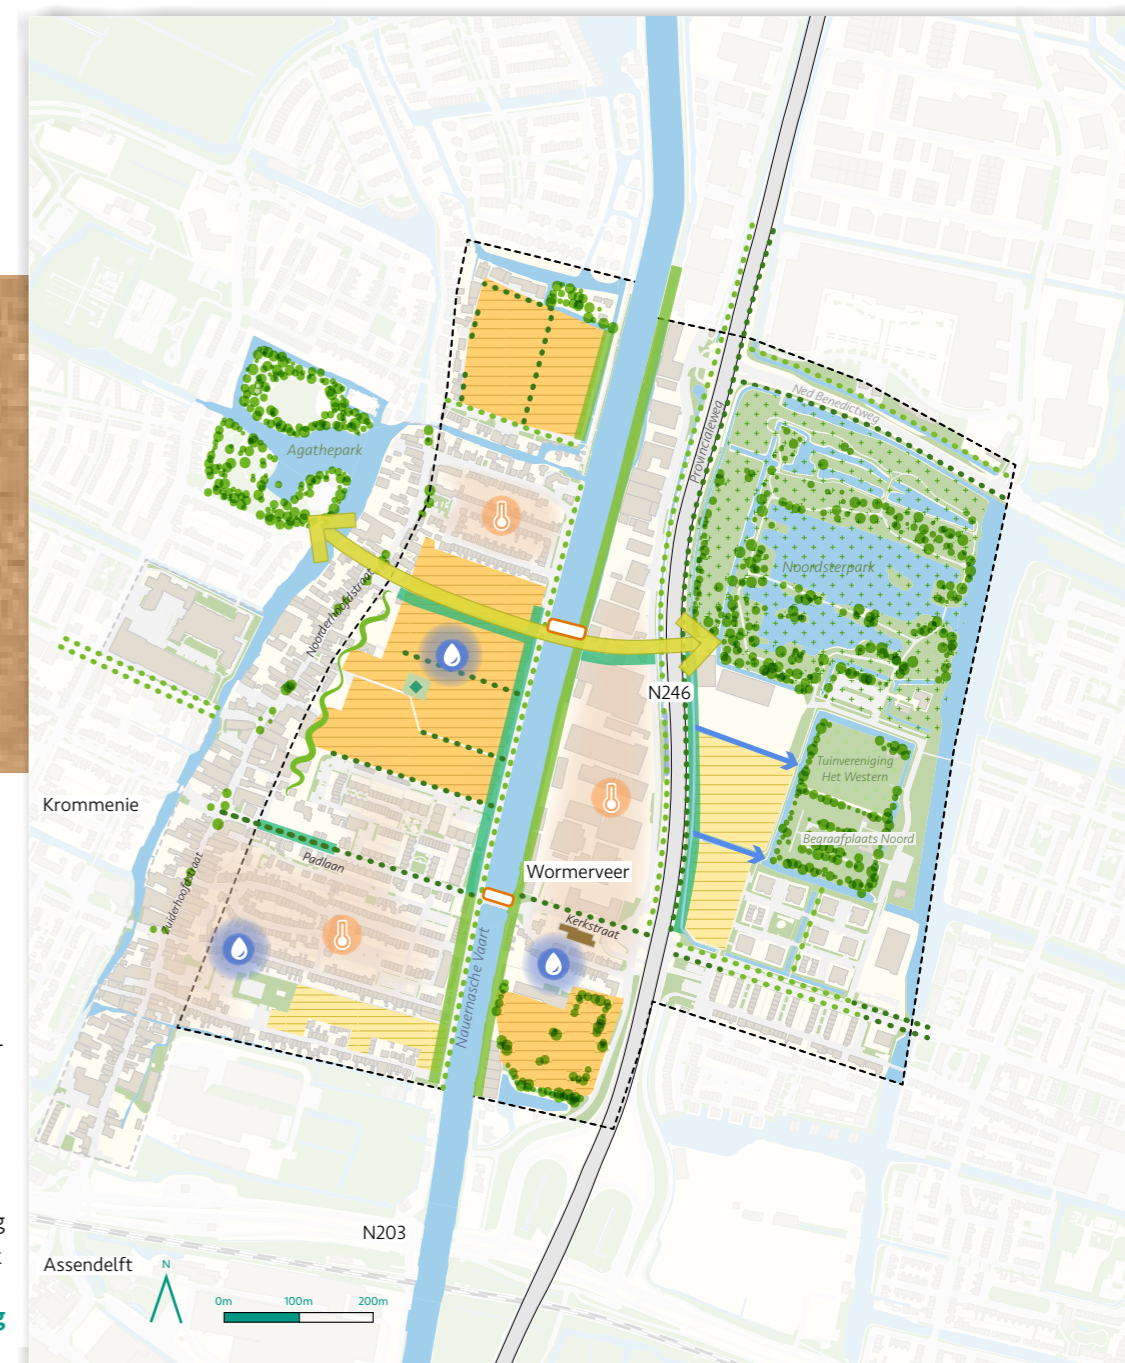 Ned Benedictweg
Provincialeweg
Agathepark
Noordsterpark
Noorderhoofdstraat
N246
Tuinvereniging
Het Western
Krommenie
Begraafplaats Noord
Padlaan
Wormerveer
Zuiderhoofdstraat
Kerkstraat
Nauernasche Vaart
g
N203
Assendelft
N
0m 100m 200m
g